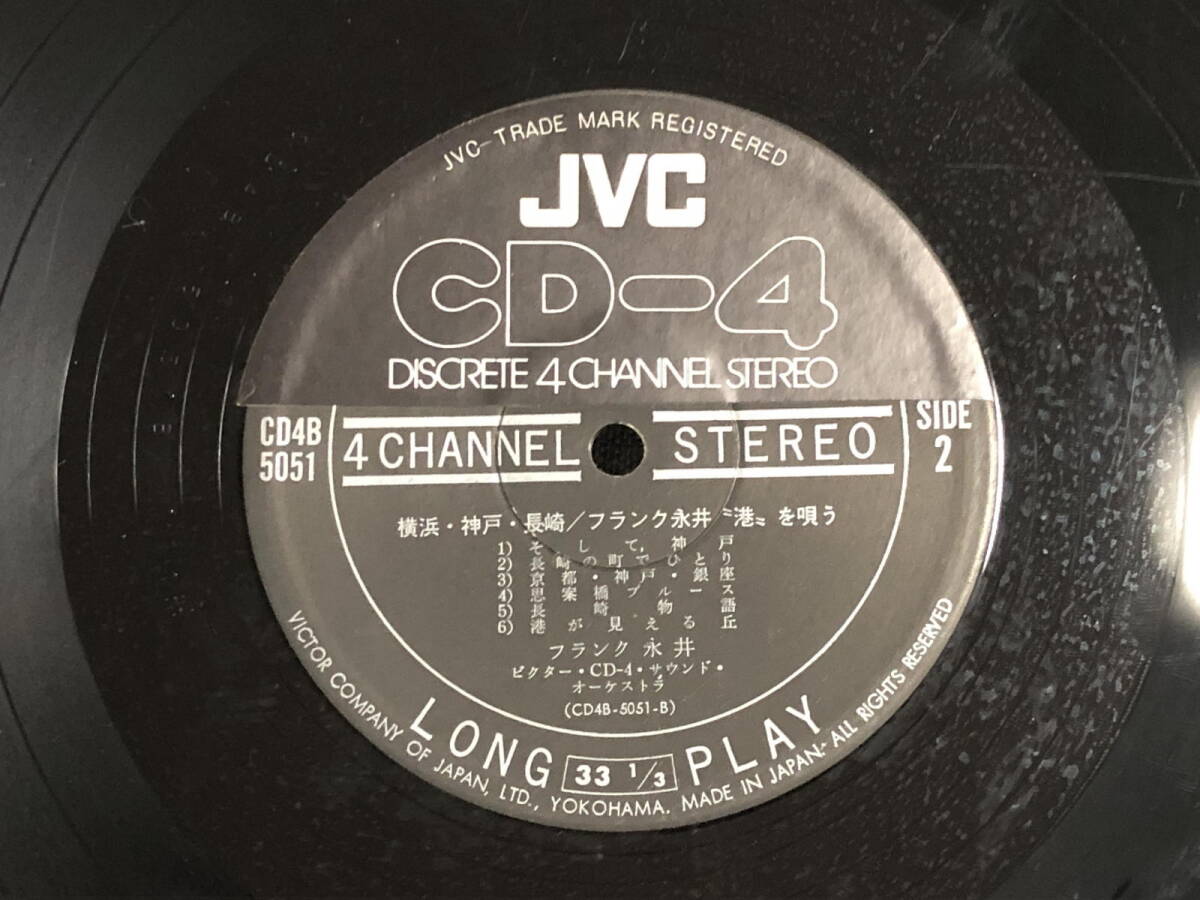 JVC-TRADE MARK REGISTERED
JVC
CD-4
DISCRETE 4 CHANNEL STEREO
CD4B
5051
4 CHANNEL STEREO
SIDE
2
横浜・神戸・長崎/フランク永井〝港〟を唄う
1) そして,神戸
2) 長崎の町でひとり
3) 京都・神戸・銀座
4) 思案橋ブルース
5) 長崎物語
6) 港が見える丘
フランク永井
ビクター・CD-4・サウンド・
オーケストラ
(CD4B-5051-B)
LONG 33 1/3 PLAY
VICTOR COMPANY OF JAPAN, LTD., YOKOHAMA. MADE IN JAPAN.- ALL RIGHTS RESERVED